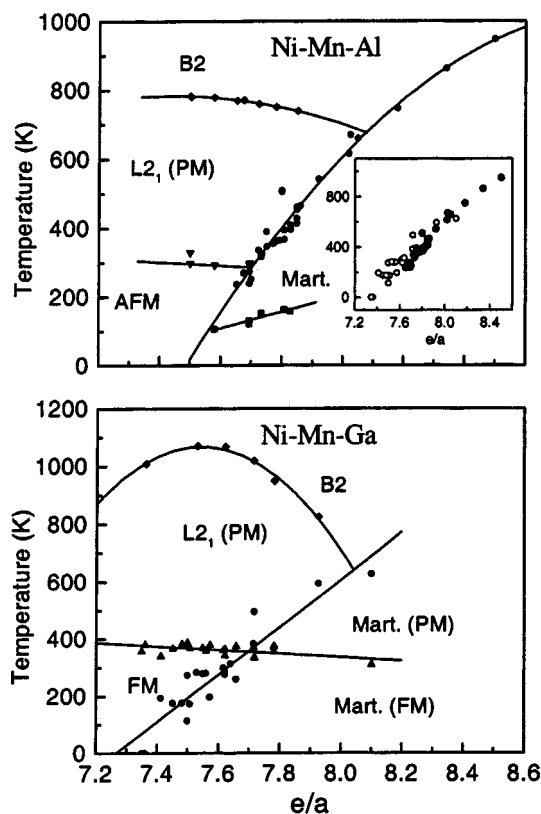 1000
800
600
400
200
0
Temperature (K)
Ni-Mn-Al
B2
L2₁ (PM)
AFM
Mart.
800
400
0
7.2 7.6 8.0 8.4
e/a
1200
1000
800
600
400
200
0
Temperature (K)
Ni-Mn-Ga
B2
L2₁ (PM)
Mart. (PM)
FM
Mart. (FM)
7.2 7.4 7.6 7.8 8.0 8.2 8.4 8.6
e/a